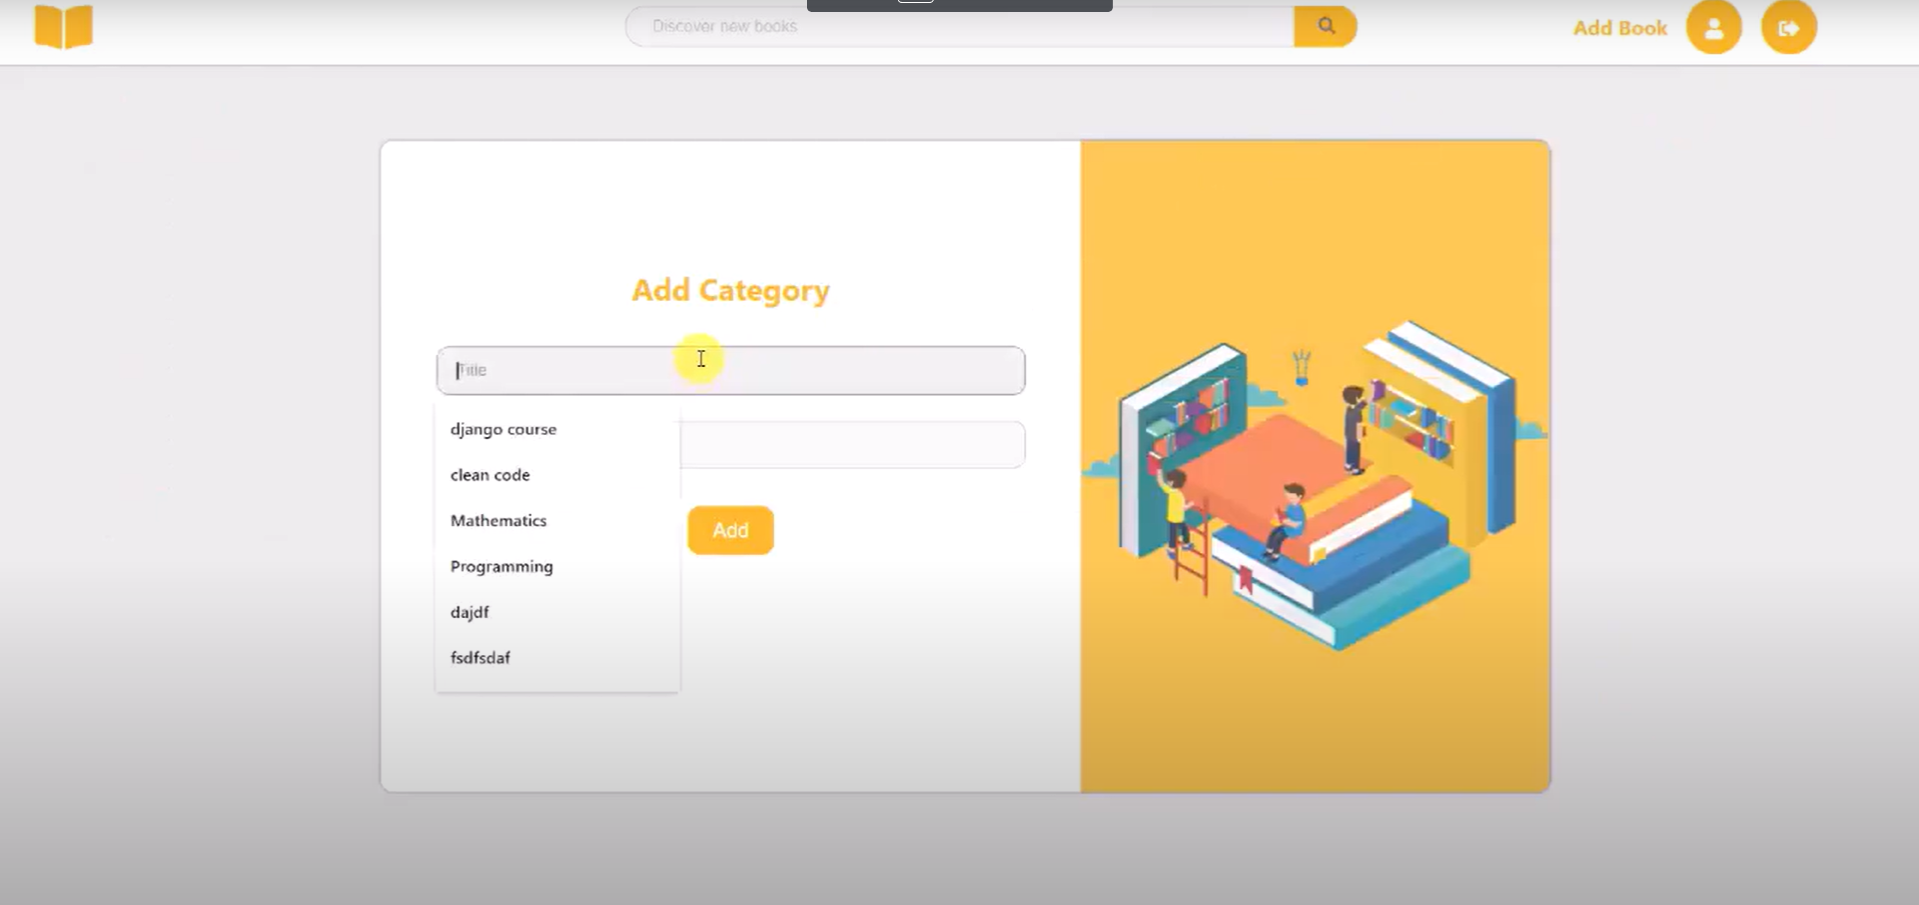 Discover new books
Add Book
Add Category
Title
django course
clean code
Mathematics
Programming
dajdf
fsdfsdaf
Add